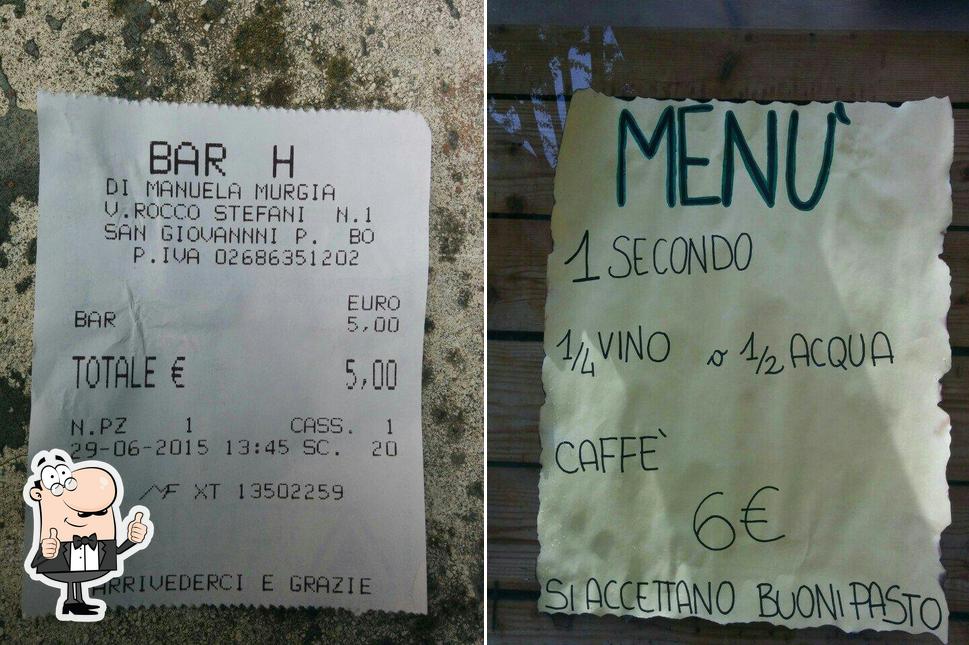 BAR H
DI MANUELA MURGIA
V.ROCCO STEFANI N.1
SAN GIOVANNNI P. BO
P.IVA 02686351202
EURO
BAR 5,00
TOTALE € 5,00
N.PZ 1 CASS. 1
29-06-2015 13:45 SC. 20
MF XT 13502259
ARRIVEDERCI E GRAZIE
MENU'
1 SECONDO
1/4 VINO o 1/2 ACQUA
CAFFE'
6€
SI ACCETTANO BUONI PASTO